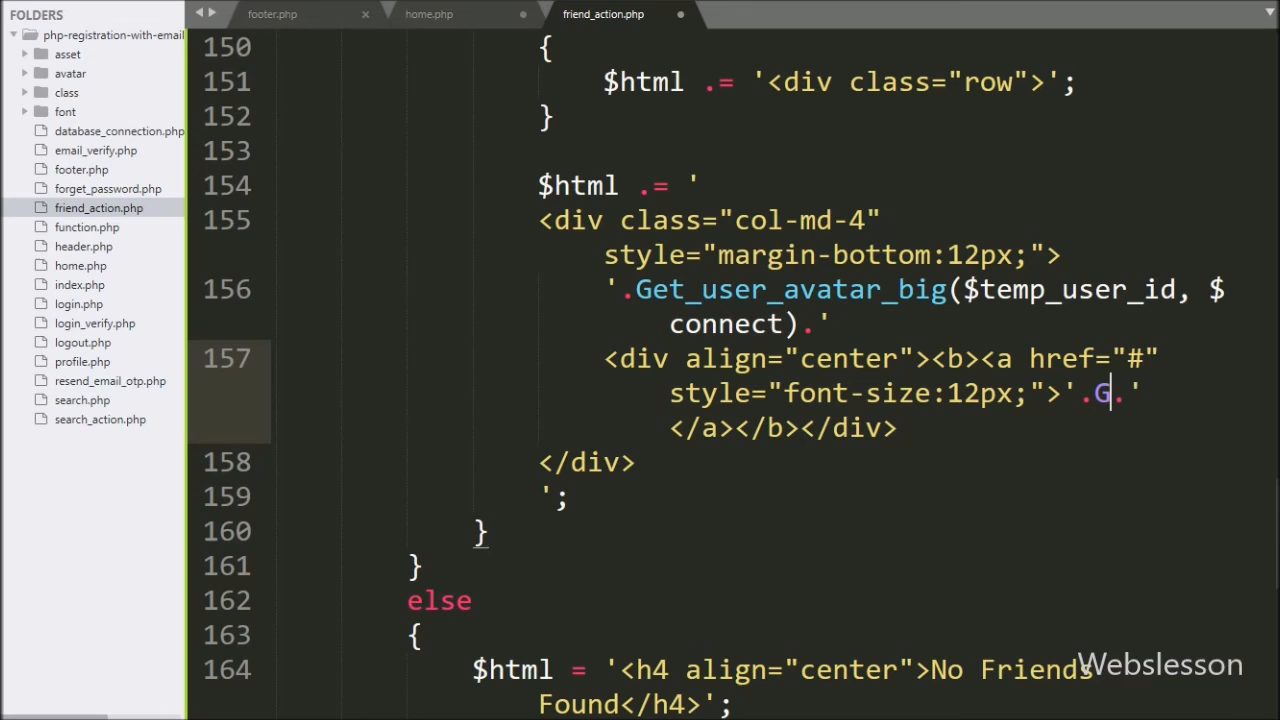 FOLDERS
php-registration-with-email
asset
avatar
class
font
database_connection.php
email_verify.php
footer.php
forget_password.php
friend_action.php
function.php
header.php
home.php
index.php
login.php
login_verify.php
logout.php
profile.php
resend_email_otp.php
search.php
search_action.php
footer.php
home.php
friend_action.php
150 {
151 $html .= '<div class="row">';
152 }
153
154 $html .= '
155 <div class="col-md-4"
style="margin-bottom:12px;">
156 '.Get_user_avatar_big($temp_user_id, $
connect).'
157 <div align="center"><b><a href="#"
style="font-size:12px;">'.G.'
</a></b></div>
158 </div>
159 ';
160 }
161 }
162 else
163 {
164 $html = '<h4 align="center">No Friends
Found</h4>';
Webslesson